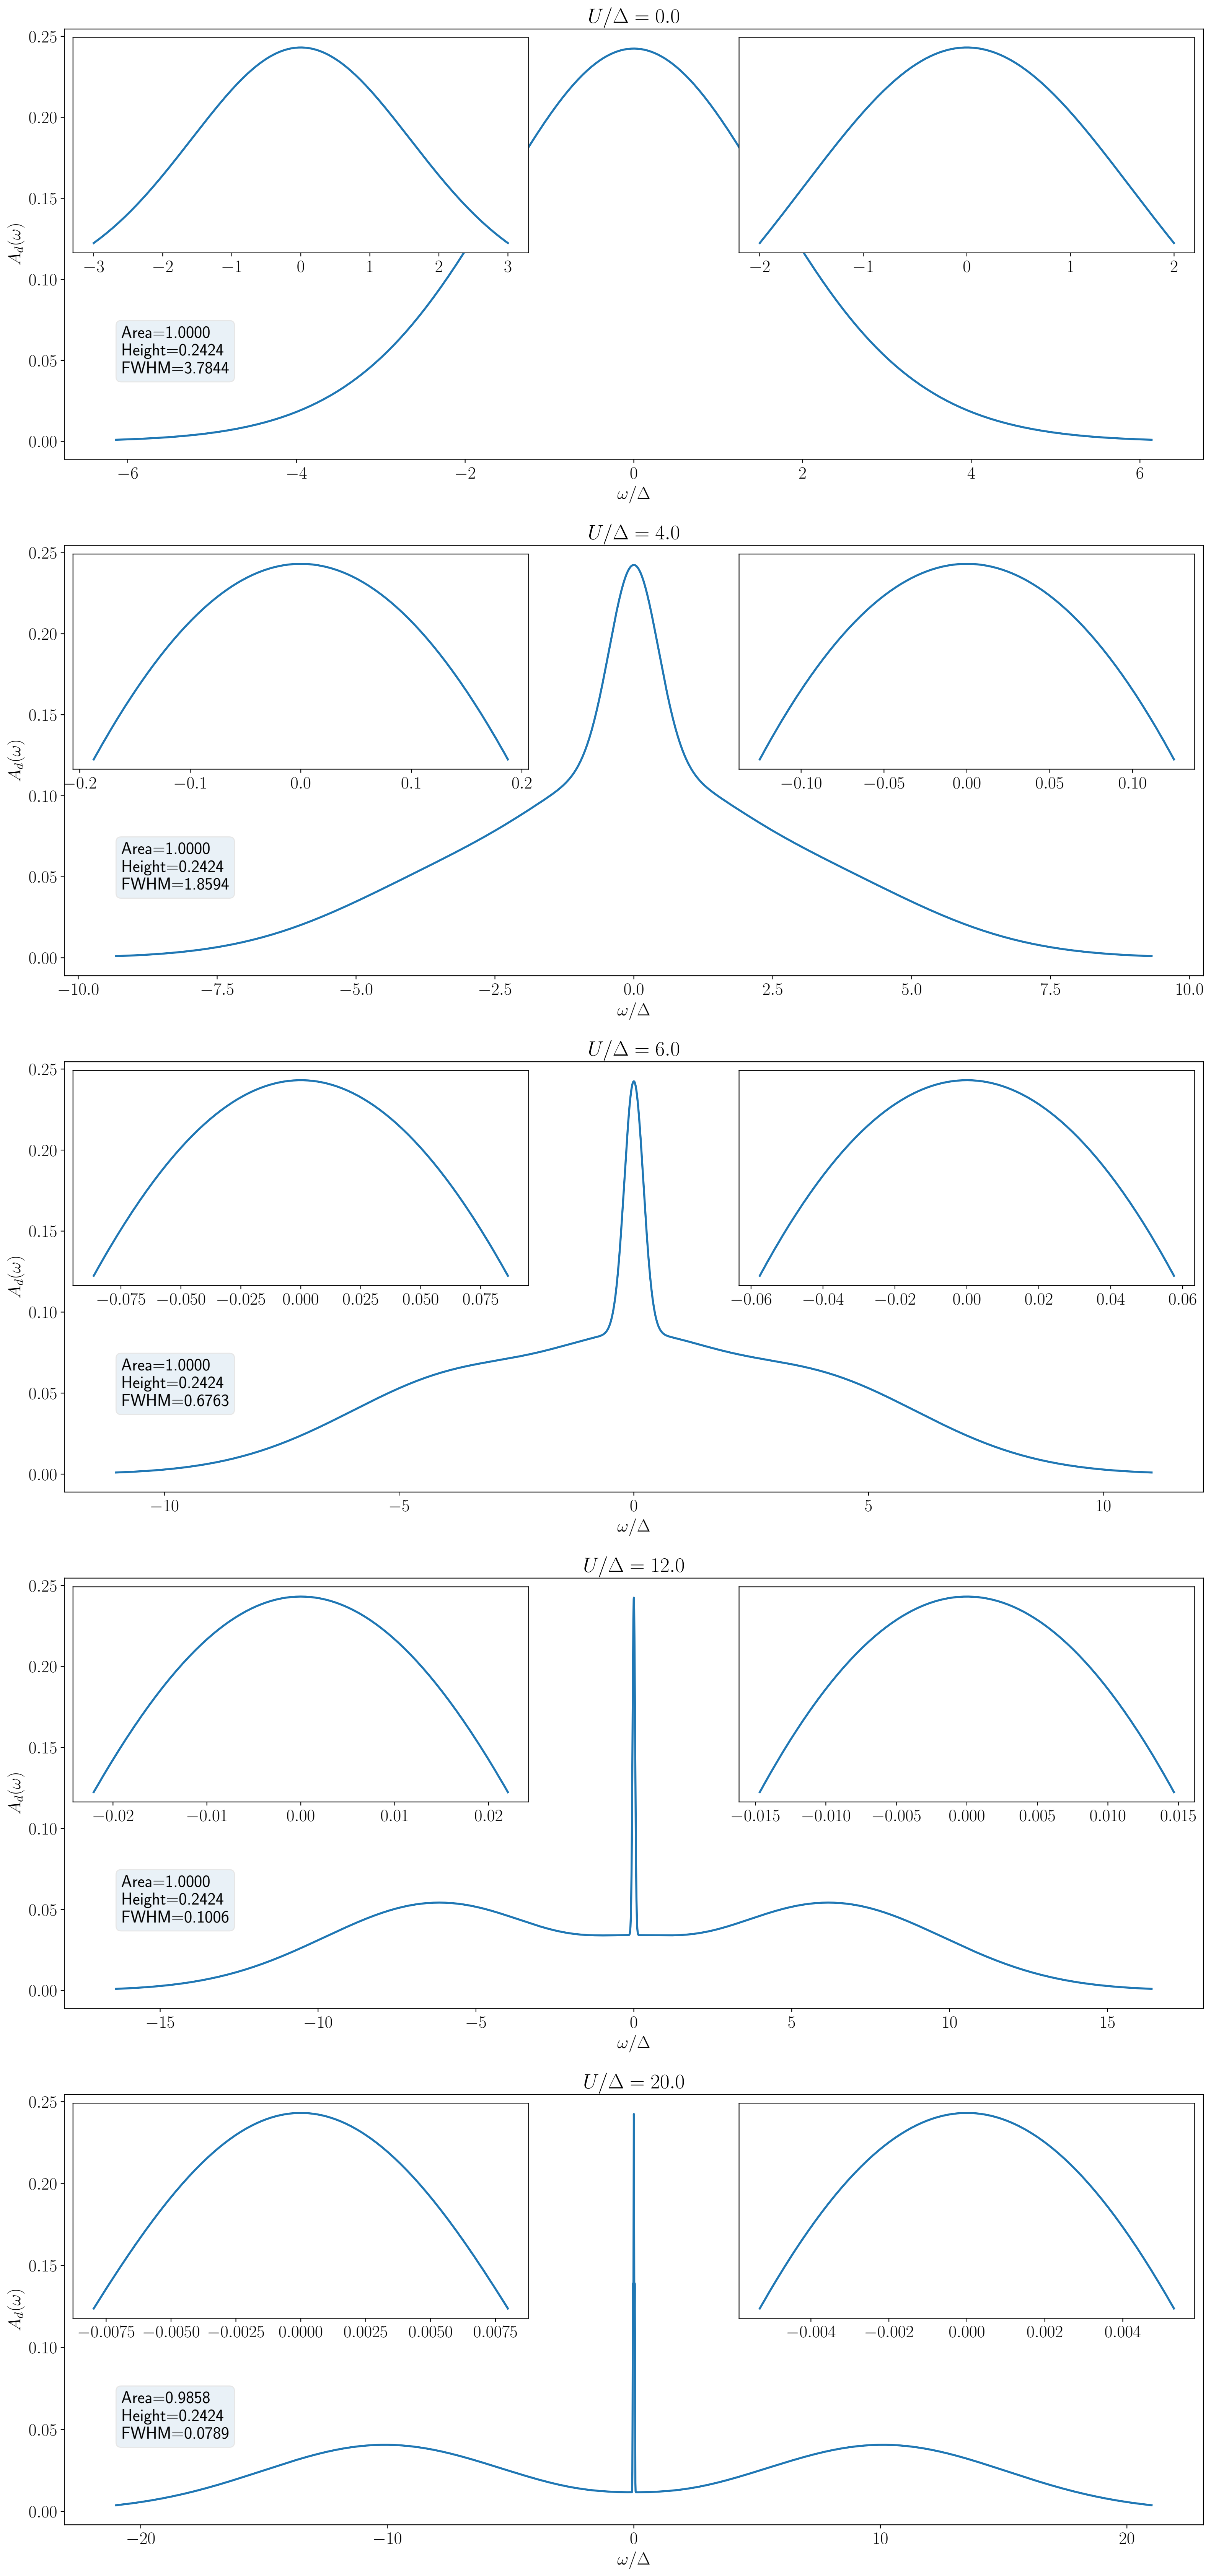 U/Δ = 0.0
0.25
0.20
0.15
0.10
0.05
0.00
A_d(ω)
−3 −2 −1 0 1 2 3
−2 −1 0 1 2
Area=1.0000
Height=0.2424
FWHM=3.7844
−6 −4 −2 0 2 4 6
ω/Δ
U/Δ = 4.0
0.25
0.20
0.15
0.10
0.05
0.00
A_d(ω)
−0.2 −0.1 0.0 0.1 0.2
−0.10 −0.05 0.00 0.05 0.10
Area=1.0000
Height=0.2424
FWHM=1.8594
−10.0 −7.5 −5.0 −2.5 0.0 2.5 5.0 7.5 10.0
ω/Δ
U/Δ = 6.0
0.25
0.20
0.15
0.10
0.05
0.00
A_d(ω)
−0.075 −0.050 −0.025 0.000 0.025 0.050 0.075
−0.06 −0.04 −0.02 0.00 0.02 0.04 0.06
Area=1.0000
Height=0.2424
FWHM=0.6763
−10 −5 0 5 10
ω/Δ
U/Δ = 12.0
0.25
0.20
0.15
0.10
0.05
0.00
A_d(ω)
−0.02 −0.01 0.00 0.01 0.02
−0.015 −0.010 −0.005 0.000 0.005 0.010 0.015
Area=1.0000
Height=0.2424
FWHM=0.1006
−15 −10 −5 0 5 10 15
ω/Δ
U/Δ = 20.0
0.25
0.20
0.15
0.10
0.05
0.00
A_d(ω)
−0.0075 −0.0050 −0.0025 0.0000 0.0025 0.0050 0.0075
−0.004 −0.002 0.000 0.002 0.004
Area=0.9858
Height=0.2424
FWHM=0.0789
−20 −10 0 10 20
ω/Δ